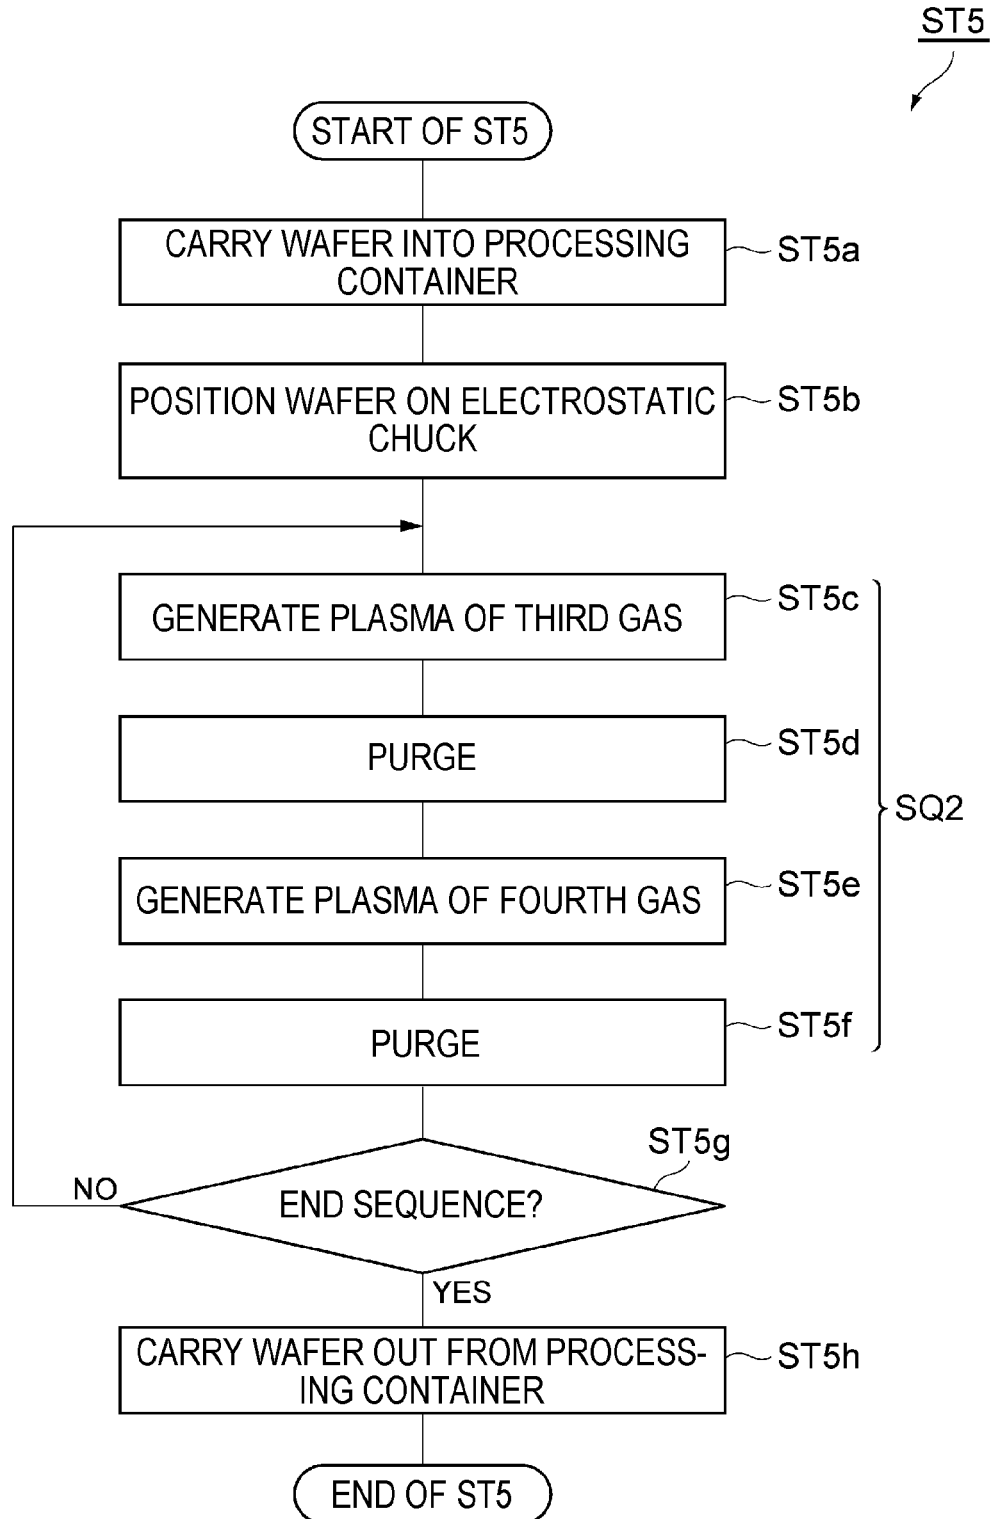 ST5
START OF ST5
CARRY WAFER INTO PROCESSING
CONTAINER
ST5a
POSITION WAFER ON ELECTROSTATIC
CHUCK
ST5b
GENERATE PLASMA OF THIRD GAS
ST5c
PURGE
ST5d
SQ2
GENERATE PLASMA OF FOURTH GAS
ST5e
PURGE
ST5f
ST5g
NO
END SEQUENCE?
YES
CARRY WAFER OUT FROM PROCESS-
ING CONTAINER
ST5h
END OF ST5